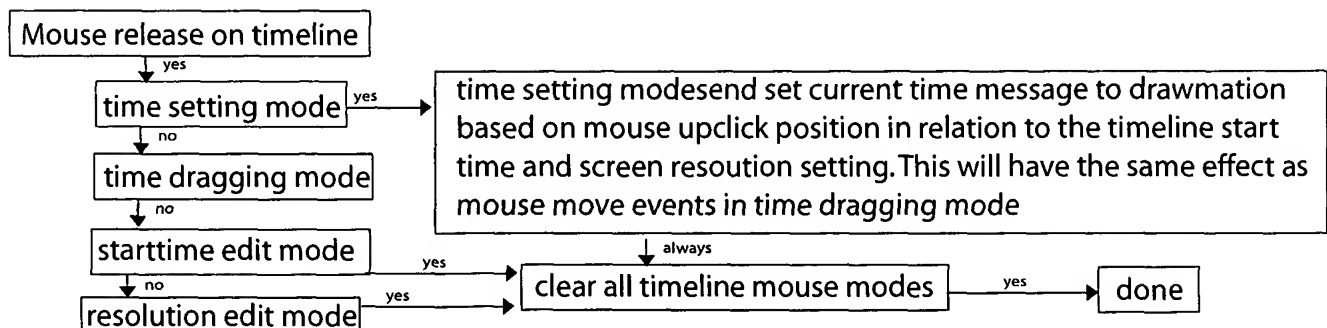 Mouse release on timeline
yes
time setting mode
yes
time setting modesend set current time message to drawmation
based on mouse upclick position in relation to the timeline start
time and screen resoution setting. This will have the same effect as
mouse move events in time dragging mode
no
time dragging mode
no
starttime edit mode
yes
always
clear all timeline mouse modes
yes
done
no
resolution edit mode
yes